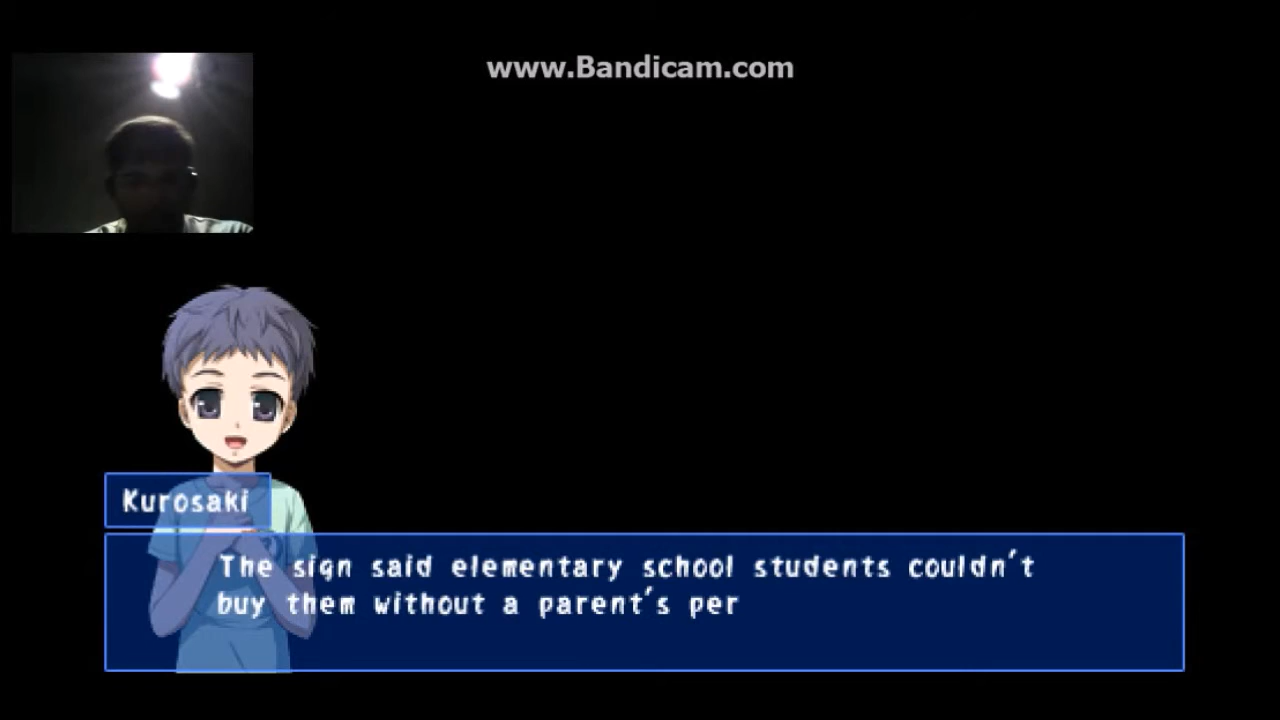 www.Bandicam.com
Kurosaki
The sign said elementary school students couldn't
buy them without a parent's per